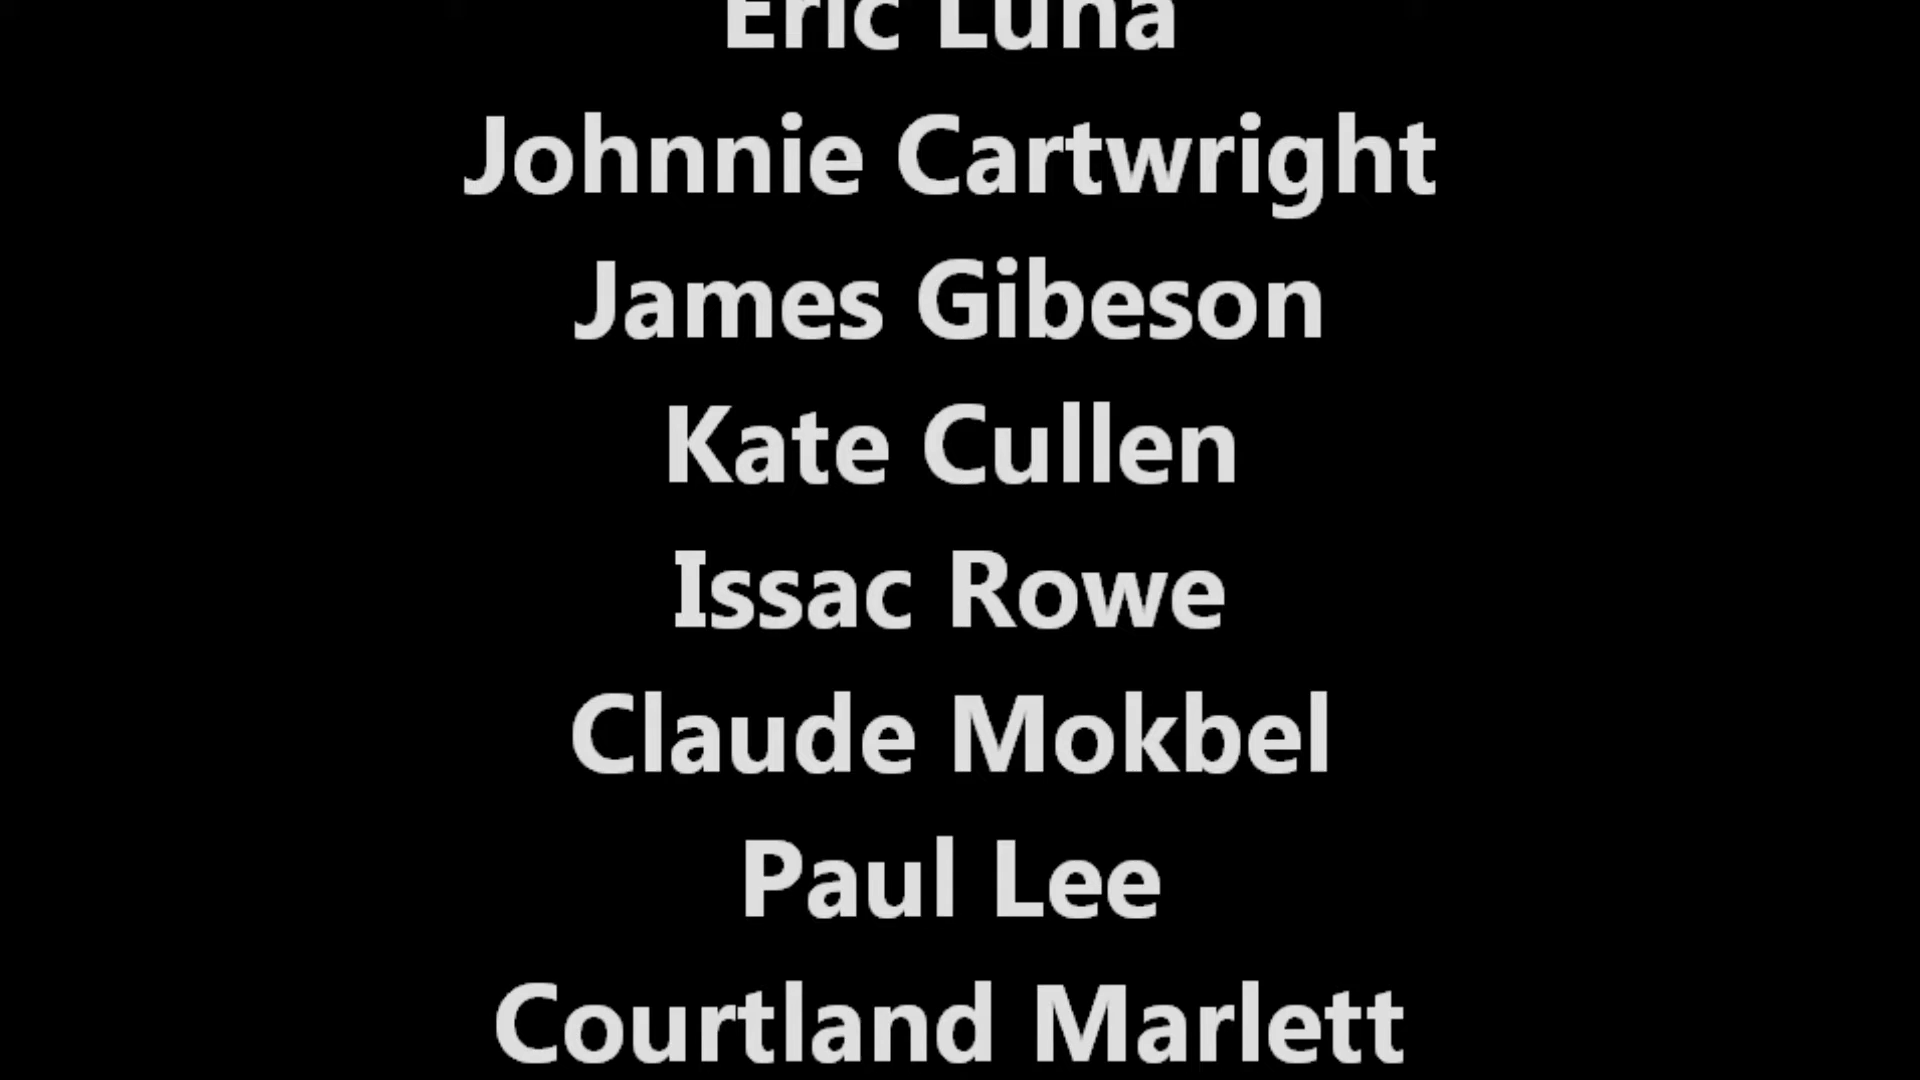 Eric Luna
Johnnie Cartwright
James Gibeson
Kate Cullen
Issac Rowe
Claude Mokbel
Paul Lee
Courtland Marlett